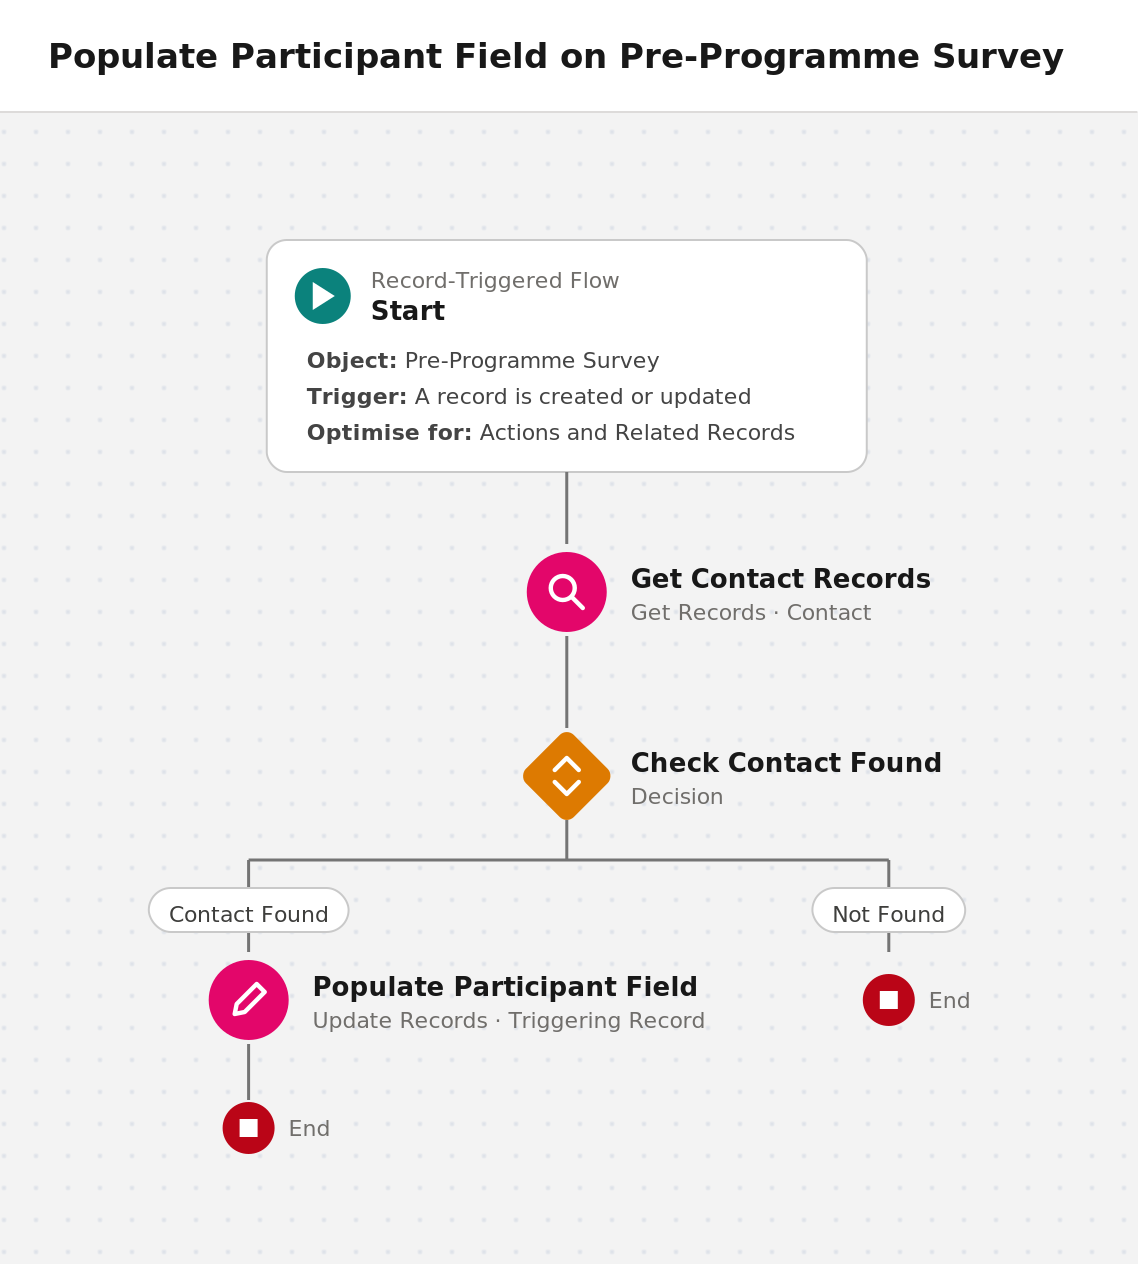 Populate Participant Field on Pre-Programme Survey
Record-Triggered Flow
Start
Object: Pre-Programme Survey
Trigger: A record is created or updated
Optimise for: Actions and Related Records
Get Contact Records
Get Records · Contact
Check Contact Found
Decision
Contact Found
Not Found
Populate Participant Field
Update Records · Triggering Record
End
End